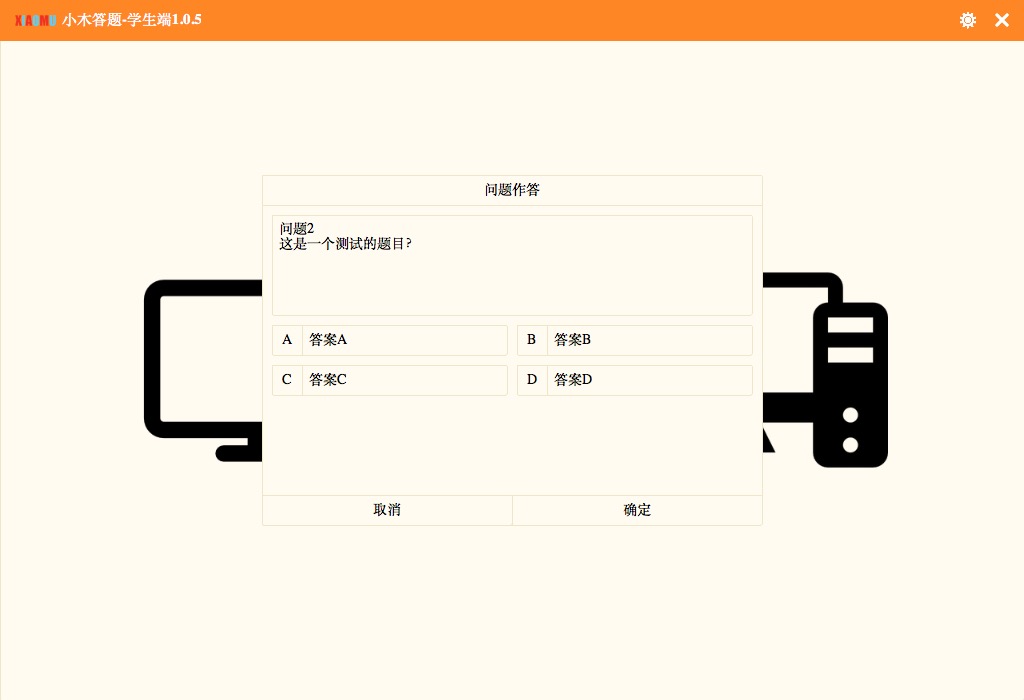 XIAOMU 小木答题-学生端1.0.5
问题作答
问题2
这是一个测试的题目?
A 答案A
B 答案B
C 答案C
D 答案D
取消
确定